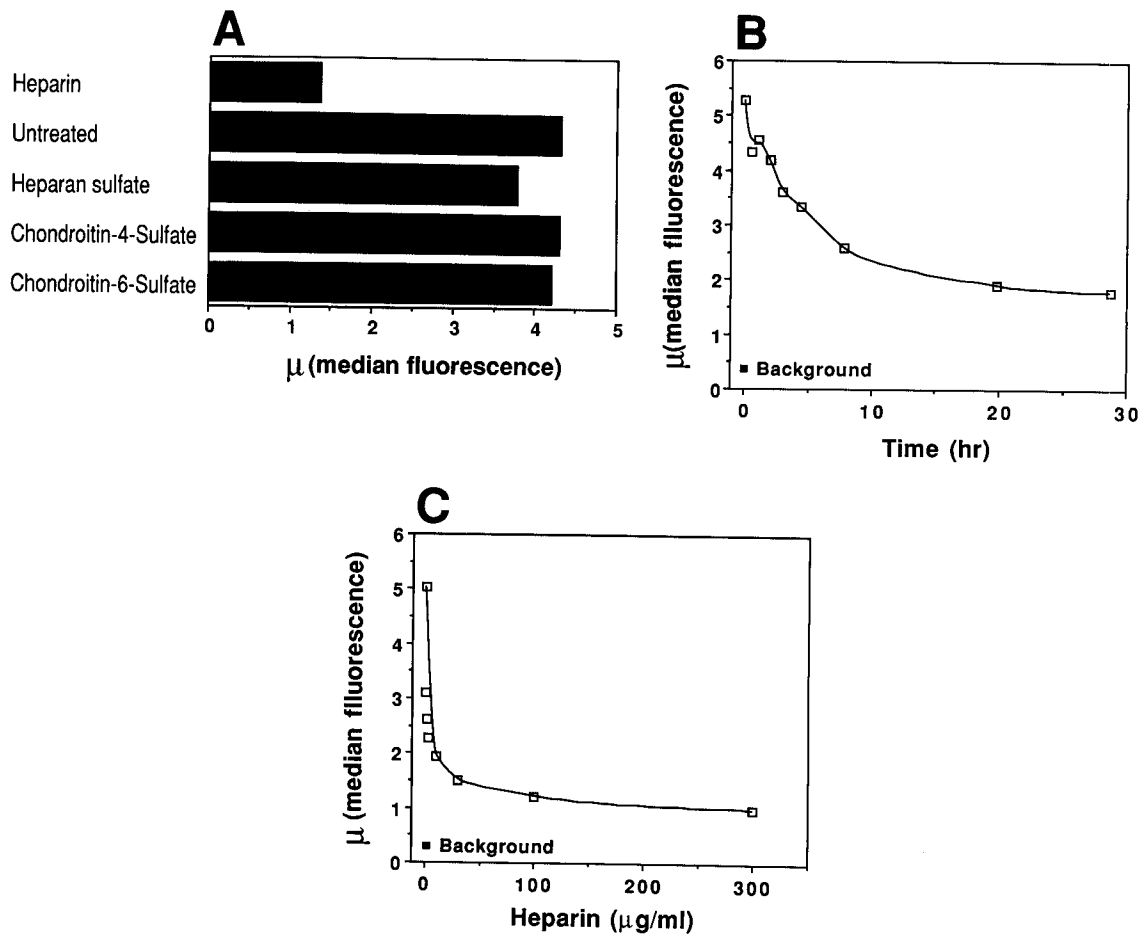 A
Heparin
Untreated
Heparan sulfate
Chondroitin-4-Sulfate
Chondroitin-6-Sulfate
0 1 2 3 4 5
μ (median fluorescence)
B
6
5
4
3
2
1
0
μ(median flluorescence)
Background
0 10 20 30
Time (hr)
C
6
5
4
3
2
1
0
μ (median flluorescence)
Background
0 100 200 300
Heparin (μg/ml)